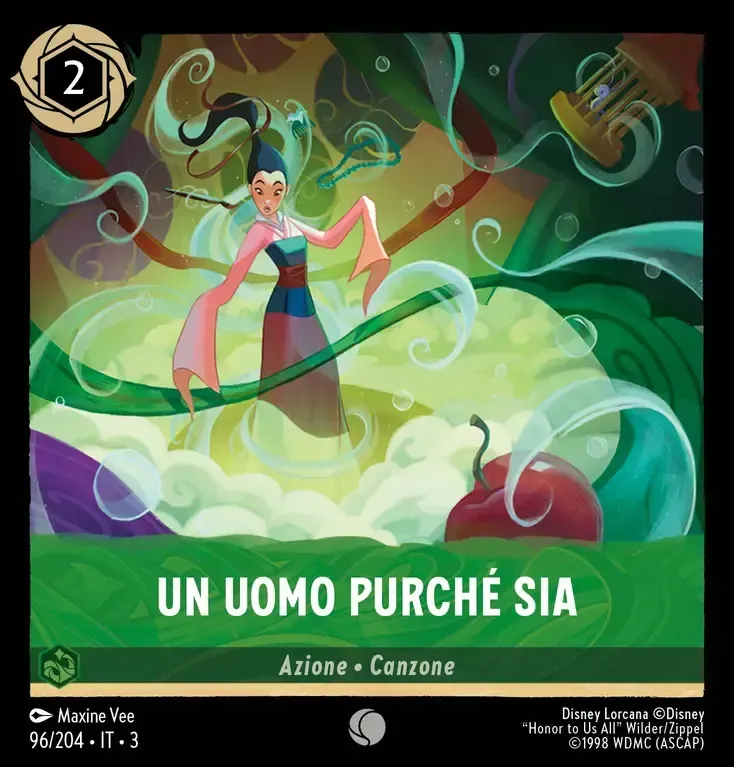 2
UN UOMO PURCHÉ SIA
Azione • Canzone
Maxine Vee
96/204 • IT • 3
Disney Lorcana ©Disney
“Honor to Us All” Wilder/Zippel
©1998 WDMC (ASCAP)